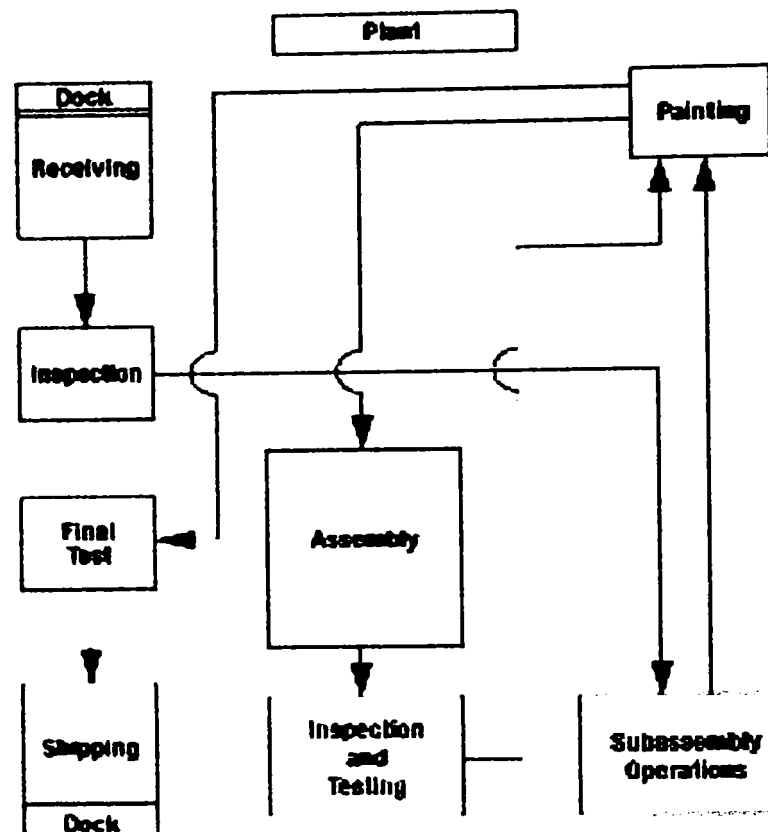 Plant
Dock
Receiving
Painting
Inspection
Final
Test
Assembly
Shipping
Dock
Inspection
and
Testing
Subassembly
Operations